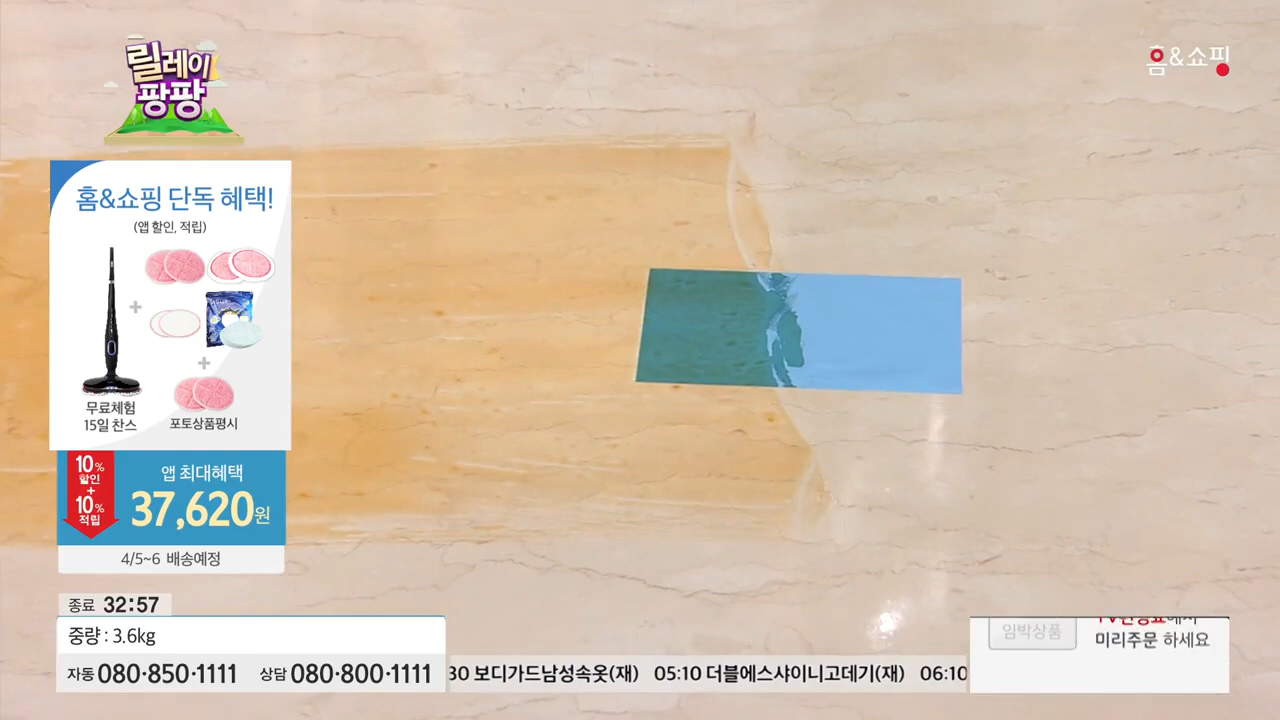 릴레이
팡팡
홈&쇼핑
홈&쇼핑 단독 혜택!
(앱 할인, 적립)
+
+
무료체험
15일 찬스
포토상품평시
10%
할인
+
10%
적립
앱 최대혜택
37,620원
4/5~6 배송예정
종료 32:57
중량 : 3.6kg
자동 080·850·1111 상담 080·800·1111
30 보디가드남성속옷(재) 05:10 더블에스샤이니고데기(재) 06:10
임박상품
미리주문 하세요